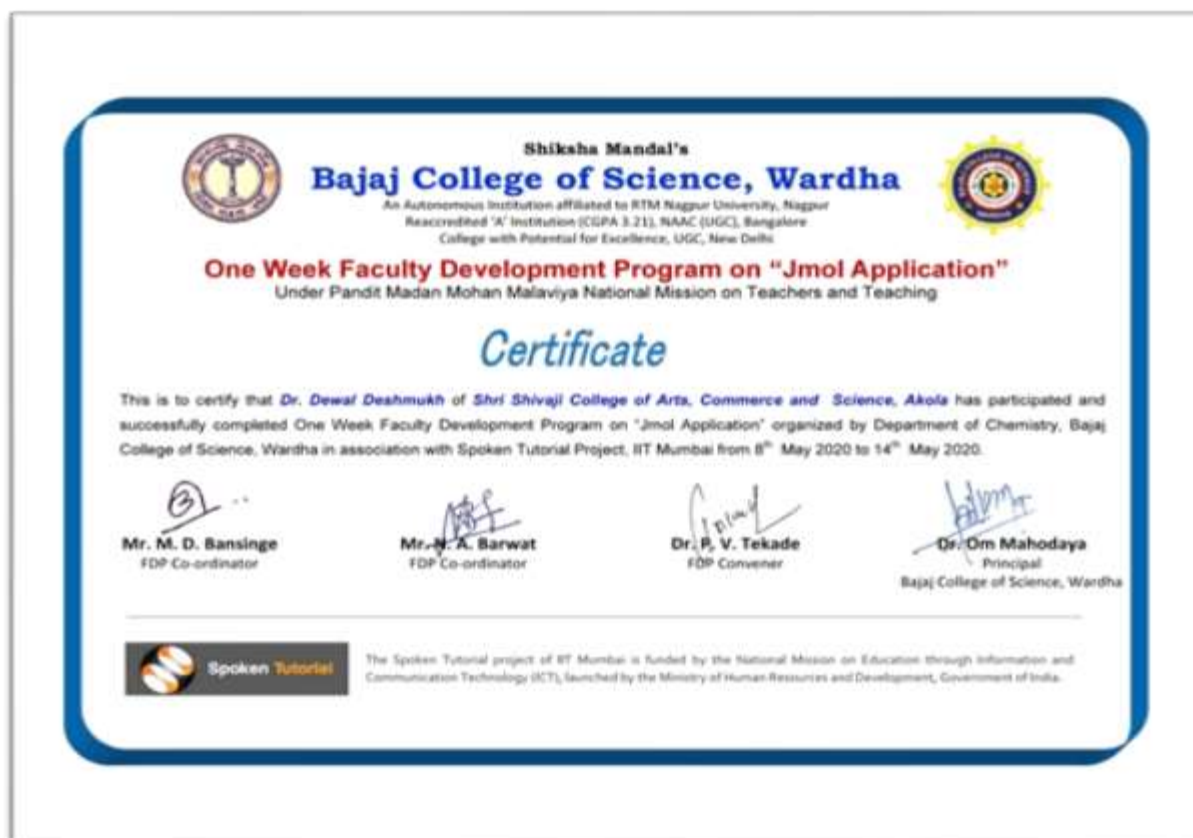 Shiksha Mandal's
Bajaj College of Science, Wardha
An Autonomous Institution affiliated to RTM Nagpur University, Nagpur
Reaccredited 'A' Institution (CGPA 3.21), NAAC (UGC), Bangalore
College with Potential for Excellence, UGC, New Delhi
One Week Faculty Development Program on "Jmol Application"
Under Pandit Madan Mohan Malaviya National Mission on Teachers and Teaching
Certificate
This is to certify that Dr. Dewal Deshmukh of Shri Shivaji College of Arts, Commerce and Science, Akola has participated and
successfully completed One Week Faculty Development Program on "Jmol Application" organized by Department of Chemistry, Bajaj
College of Science, Wardha in association with Spoken Tutorial Project, IIT Mumbai from 8th May 2020 to 14th May 2020.
Mr. M. D. Bansinge
FDP Co-ordinator
Mr. N. A. Barwat
FDP Co-ordinator
Dr. P. V. Tekade
FDP Convener
Dr. Om Mahodaya
Principal
Bajaj College of Science, Wardha
Spoken Tutorial
The Spoken Tutorial project of IIT Mumbai is funded by the National Mission on Education through Information and
Communication Technology (ICT), launched by the Ministry of Human Resources and Development, Government of India.